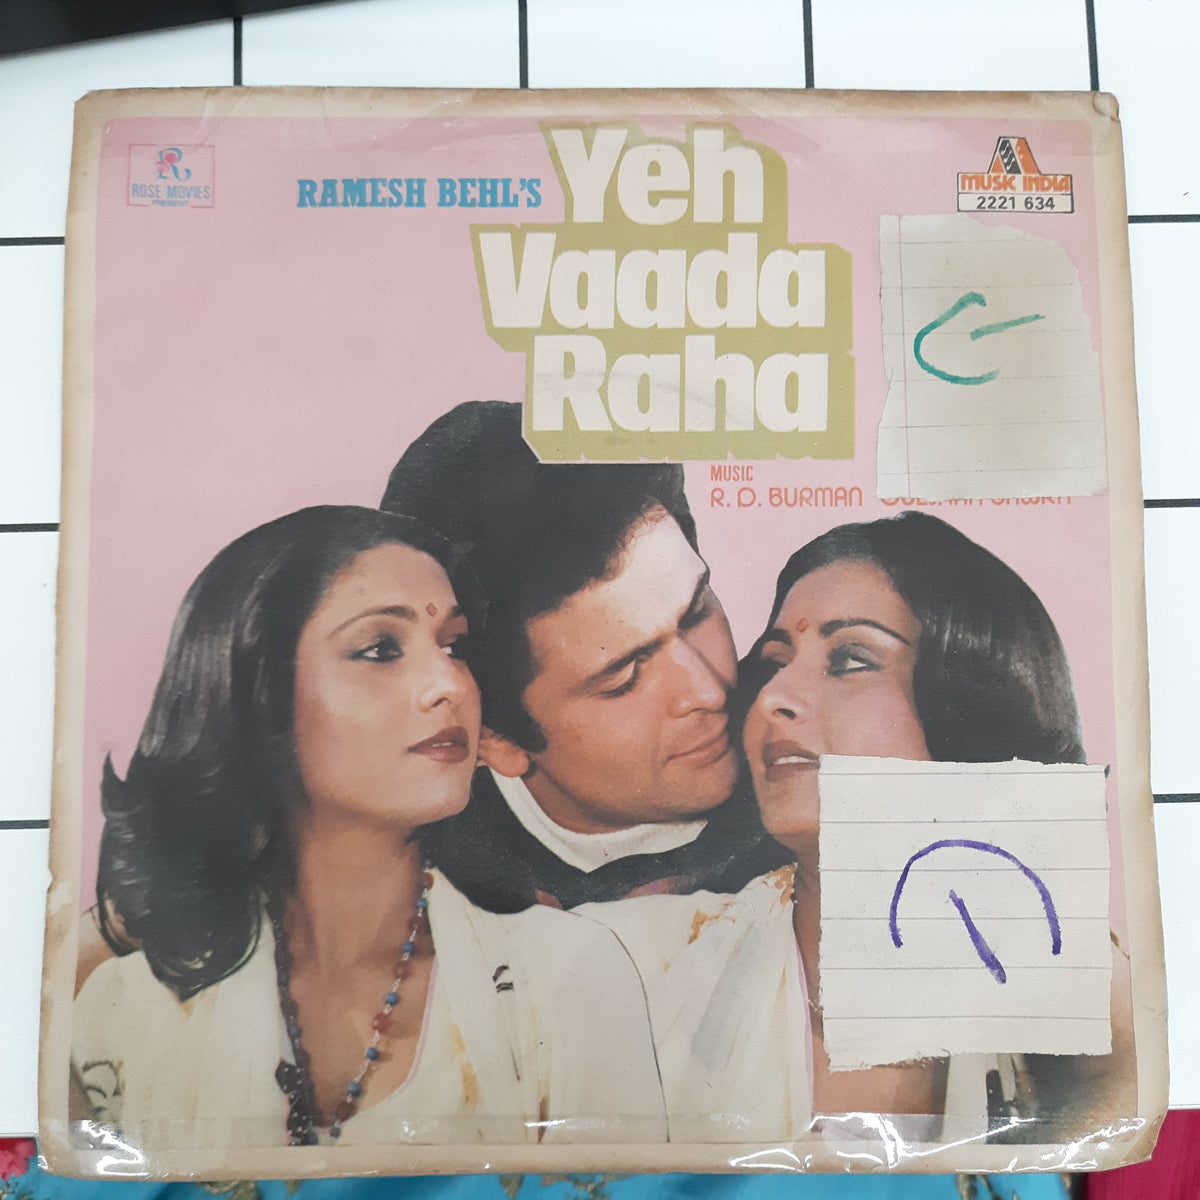 R
ROSE MOVIES
PRESENT
RAMESH BEHL'S
Yeh
Vaada
Raha
MUSIC INDIA
2221 634
MUSIC
R. D. BURMAN